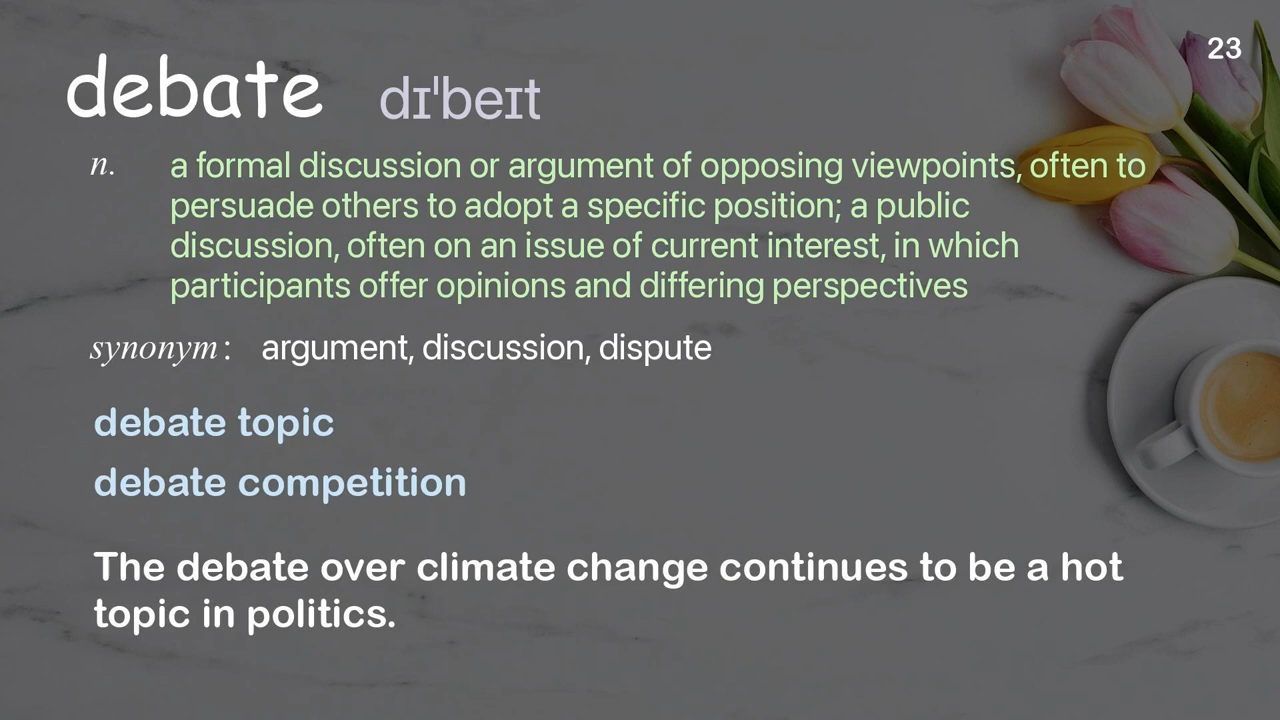 23
debate dɪˈbeɪt
n. a formal discussion or argument of opposing viewpoints, often to
persuade others to adopt a specific position; a public
discussion, often on an issue of current interest, in which
participants offer opinions and differing perspectives
synonym: argument, discussion, dispute
debate topic
debate competition
The debate over climate change continues to be a hot
topic in politics.